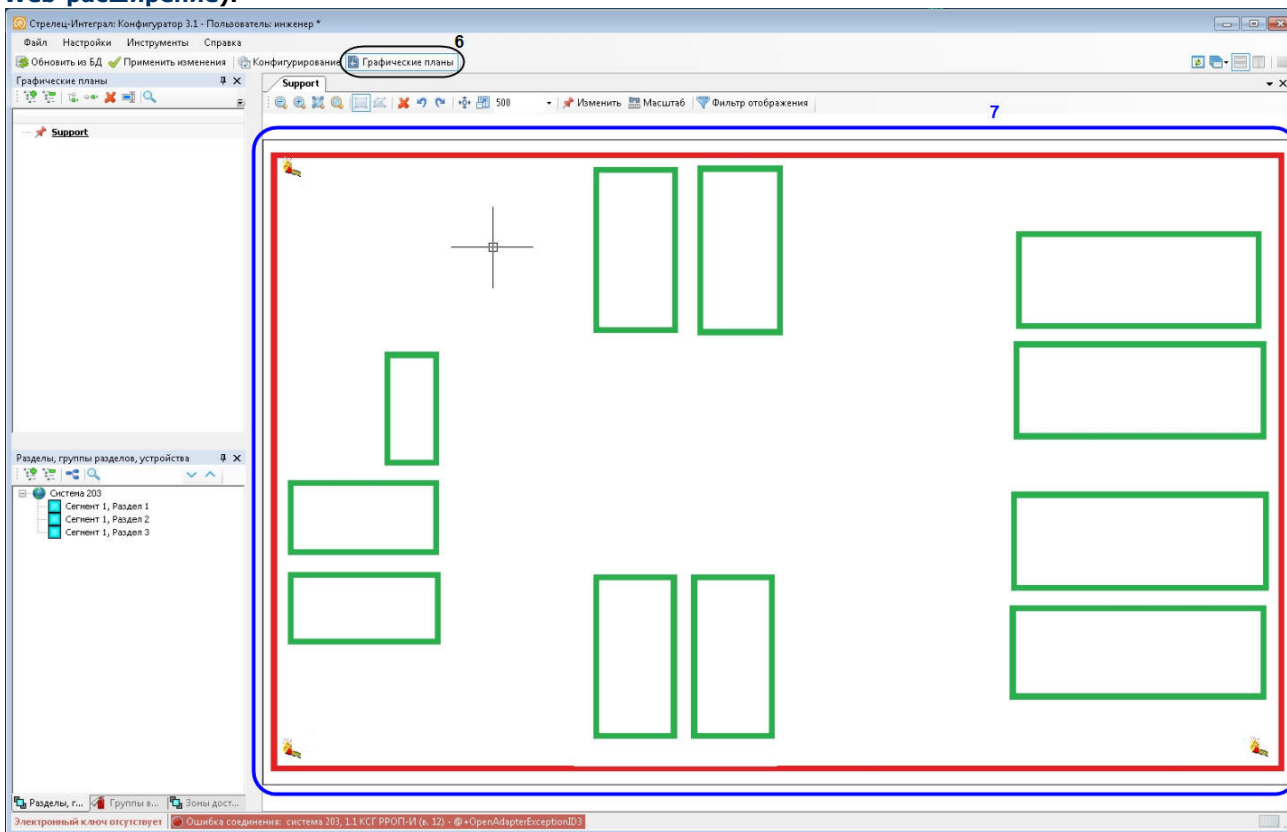 Web-расширение).
Стрелец-Интеграл: Конфигуратор 3.1 - Пользователь: инженер *
Файл Настройки Инструменты Справка
6
Обновить из БД Применить изменения Конфигурирование Графические планы
Графические планы
Support
500 Изменить Масштаб Фильтр отображения
7
Support
Разделы, группы разделов, устройства
Система 203
Сегмент 1, Раздел 1
Сегмент 1, Раздел 2
Сегмент 1, Раздел 3
Разделы, г... Группы в... Зоны дост...
Электронный ключ отсутствует Ошибка соединения: система 203, 1.1 КСГ РРОП-И (в. 12) - @+OpenAdapterExceptionID3